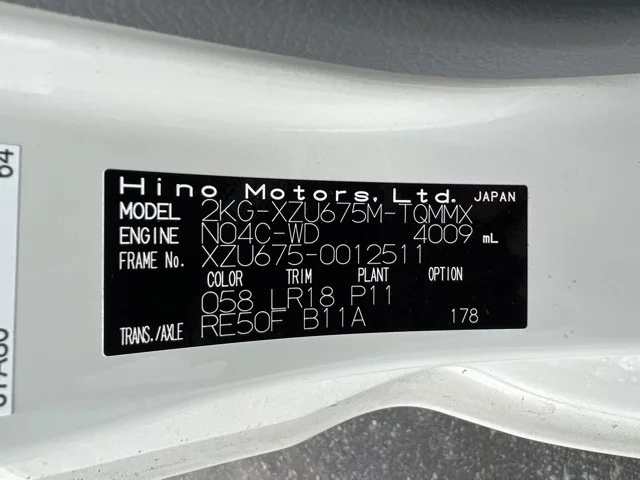 Hino Motors, Ltd. JAPAN
MODEL 2KG-XZU675M-TQMMX
ENGINE N04C-WD 4009 mL
FRAME No. XZU675-0012511
COLOR TRIM PLANT OPTION
058 LR18 P11
TRANS./AXLE RE50F B11A 178
64